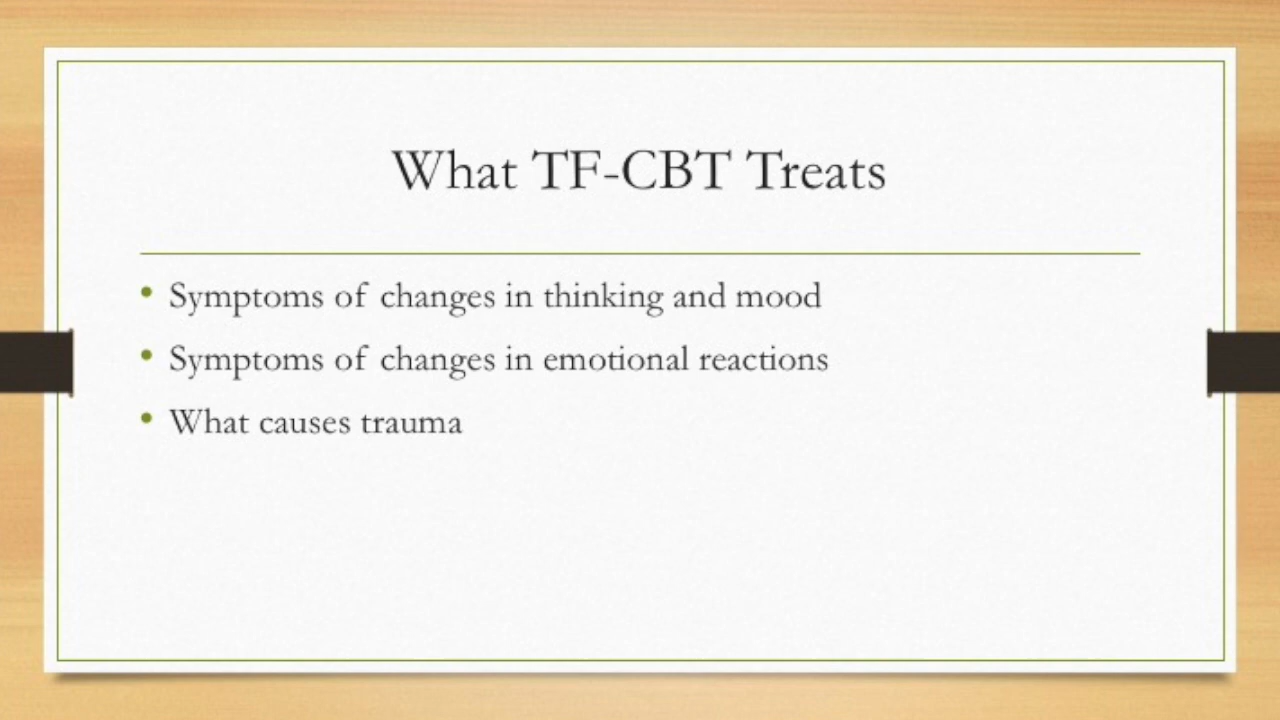 What TF-CBT Treats
• Symptoms of changes in thinking and mood
• Symptoms of changes in emotional reactions
• What causes trauma